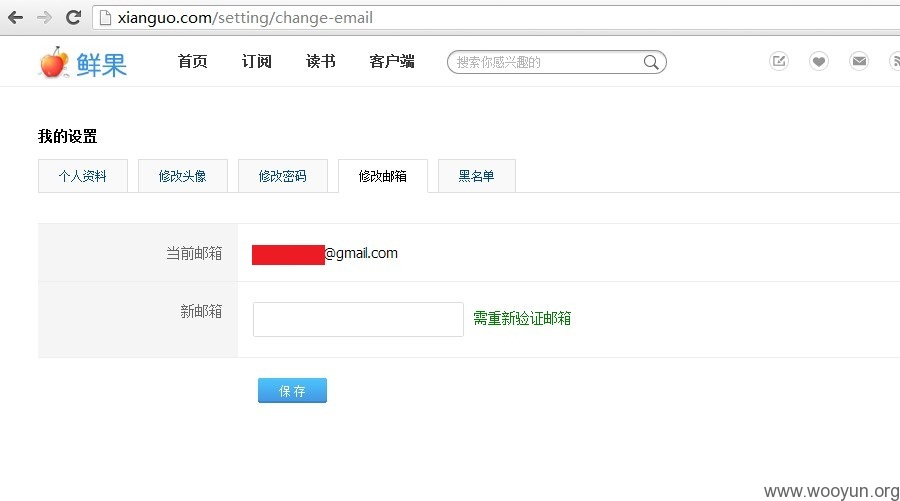 xianguo.com/setting/change-email
鲜果 首页 订阅 读书 客户端 搜索你感兴趣的
我的设置
个人资料 修改头像 修改密码 修改邮箱 黑名单
当前邮箱 @gmail.com
新邮箱 需重新验证邮箱
保存
www.wooyun.org